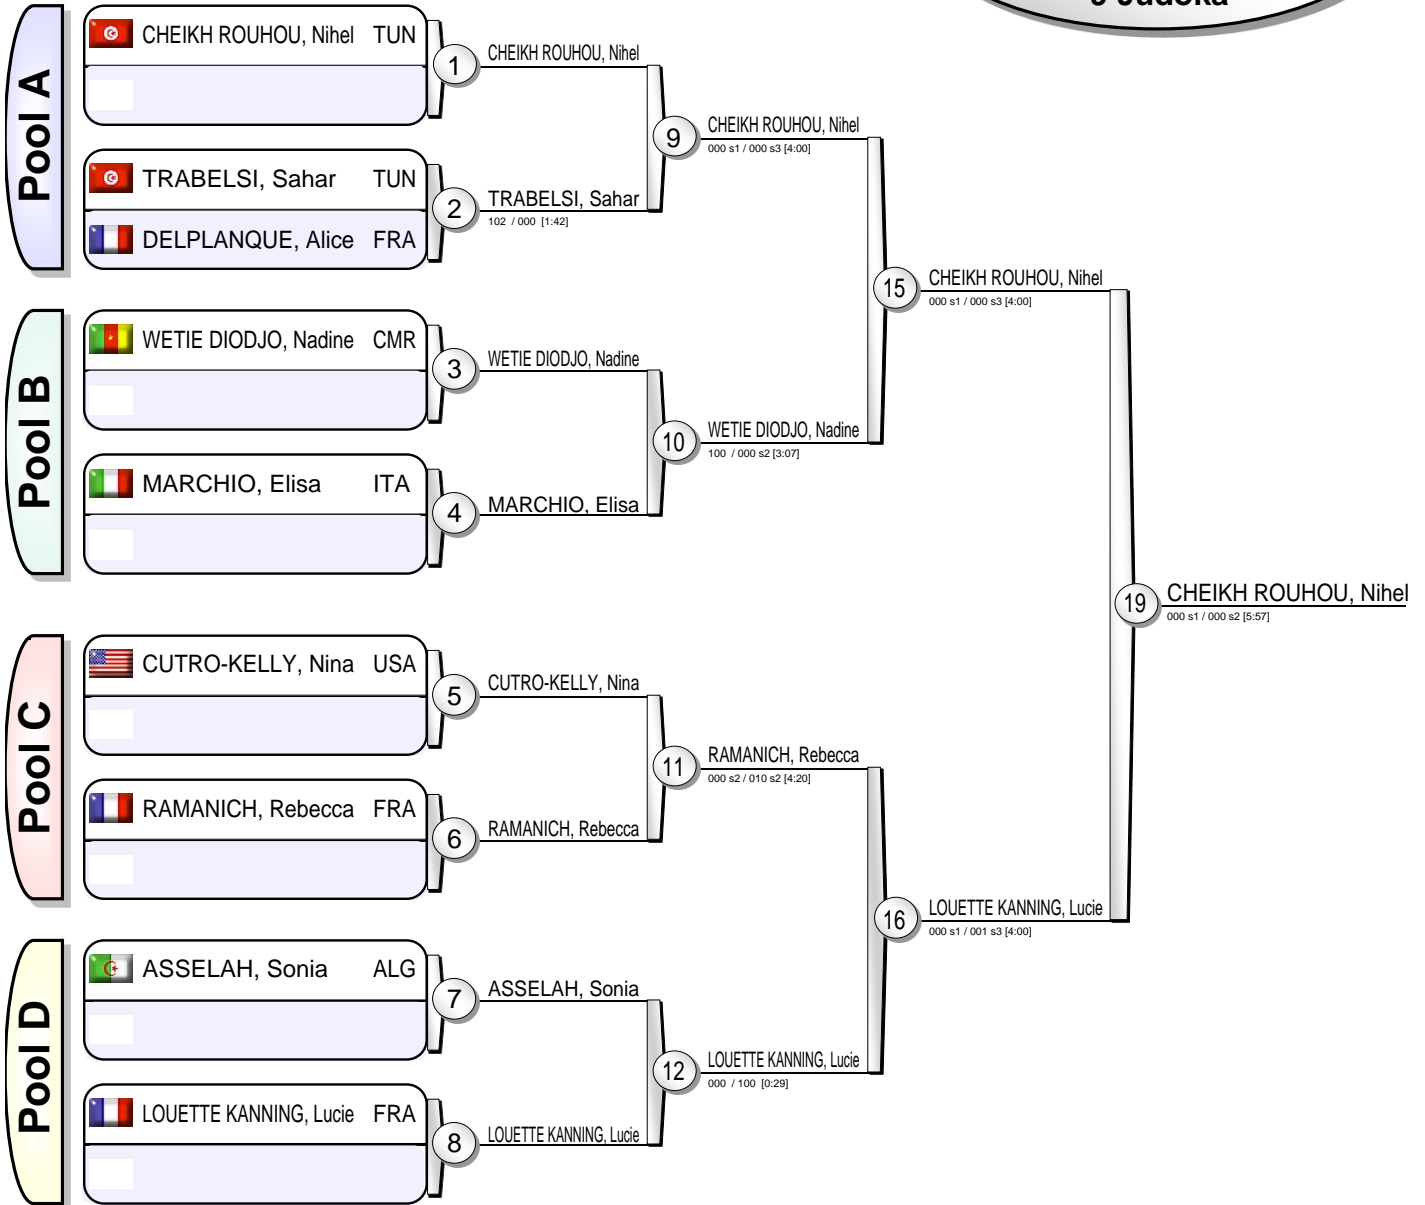 9 Judoka
Pool A
CHEIKH ROUHOU, Nihel TUN
TRABELSI, Sahar TUN
DELPLANQUE, Alice FRA
1
CHEIKH ROUHOU, Nihel
2
TRABELSI, Sahar
102 / 000 [1:42]
9
CHEIKH ROUHOU, Nihel
000 s1 / 000 s3 [4:00]
Pool B
WETIE DIODJO, Nadine CMR
MARCHIO, Elisa ITA
3
WETIE DIODJO, Nadine
4
MARCHIO, Elisa
10
WETIE DIODJO, Nadine
100 / 000 s2 [3:07]
15
CHEIKH ROUHOU, Nihel
000 s1 / 000 s3 [4:00]
Pool C
CUTRO-KELLY, Nina USA
RAMANICH, Rebecca FRA
5
CUTRO-KELLY, Nina
6
RAMANICH, Rebecca
11
RAMANICH, Rebecca
000 s2 / 010 s2 [4:20]
Pool D
ASSELAH, Sonia ALG
LOUETTE KANNING, Lucie FRA
7
ASSELAH, Sonia
8
LOUETTE KANNING, Lucie
12
LOUETTE KANNING, Lucie
000 / 100 [0:29]
16
LOUETTE KANNING, Lucie
000 s1 / 001 s3 [4:00]
19
CHEIKH ROUHOU, Nihel
000 s1 / 000 s2 [5:57]